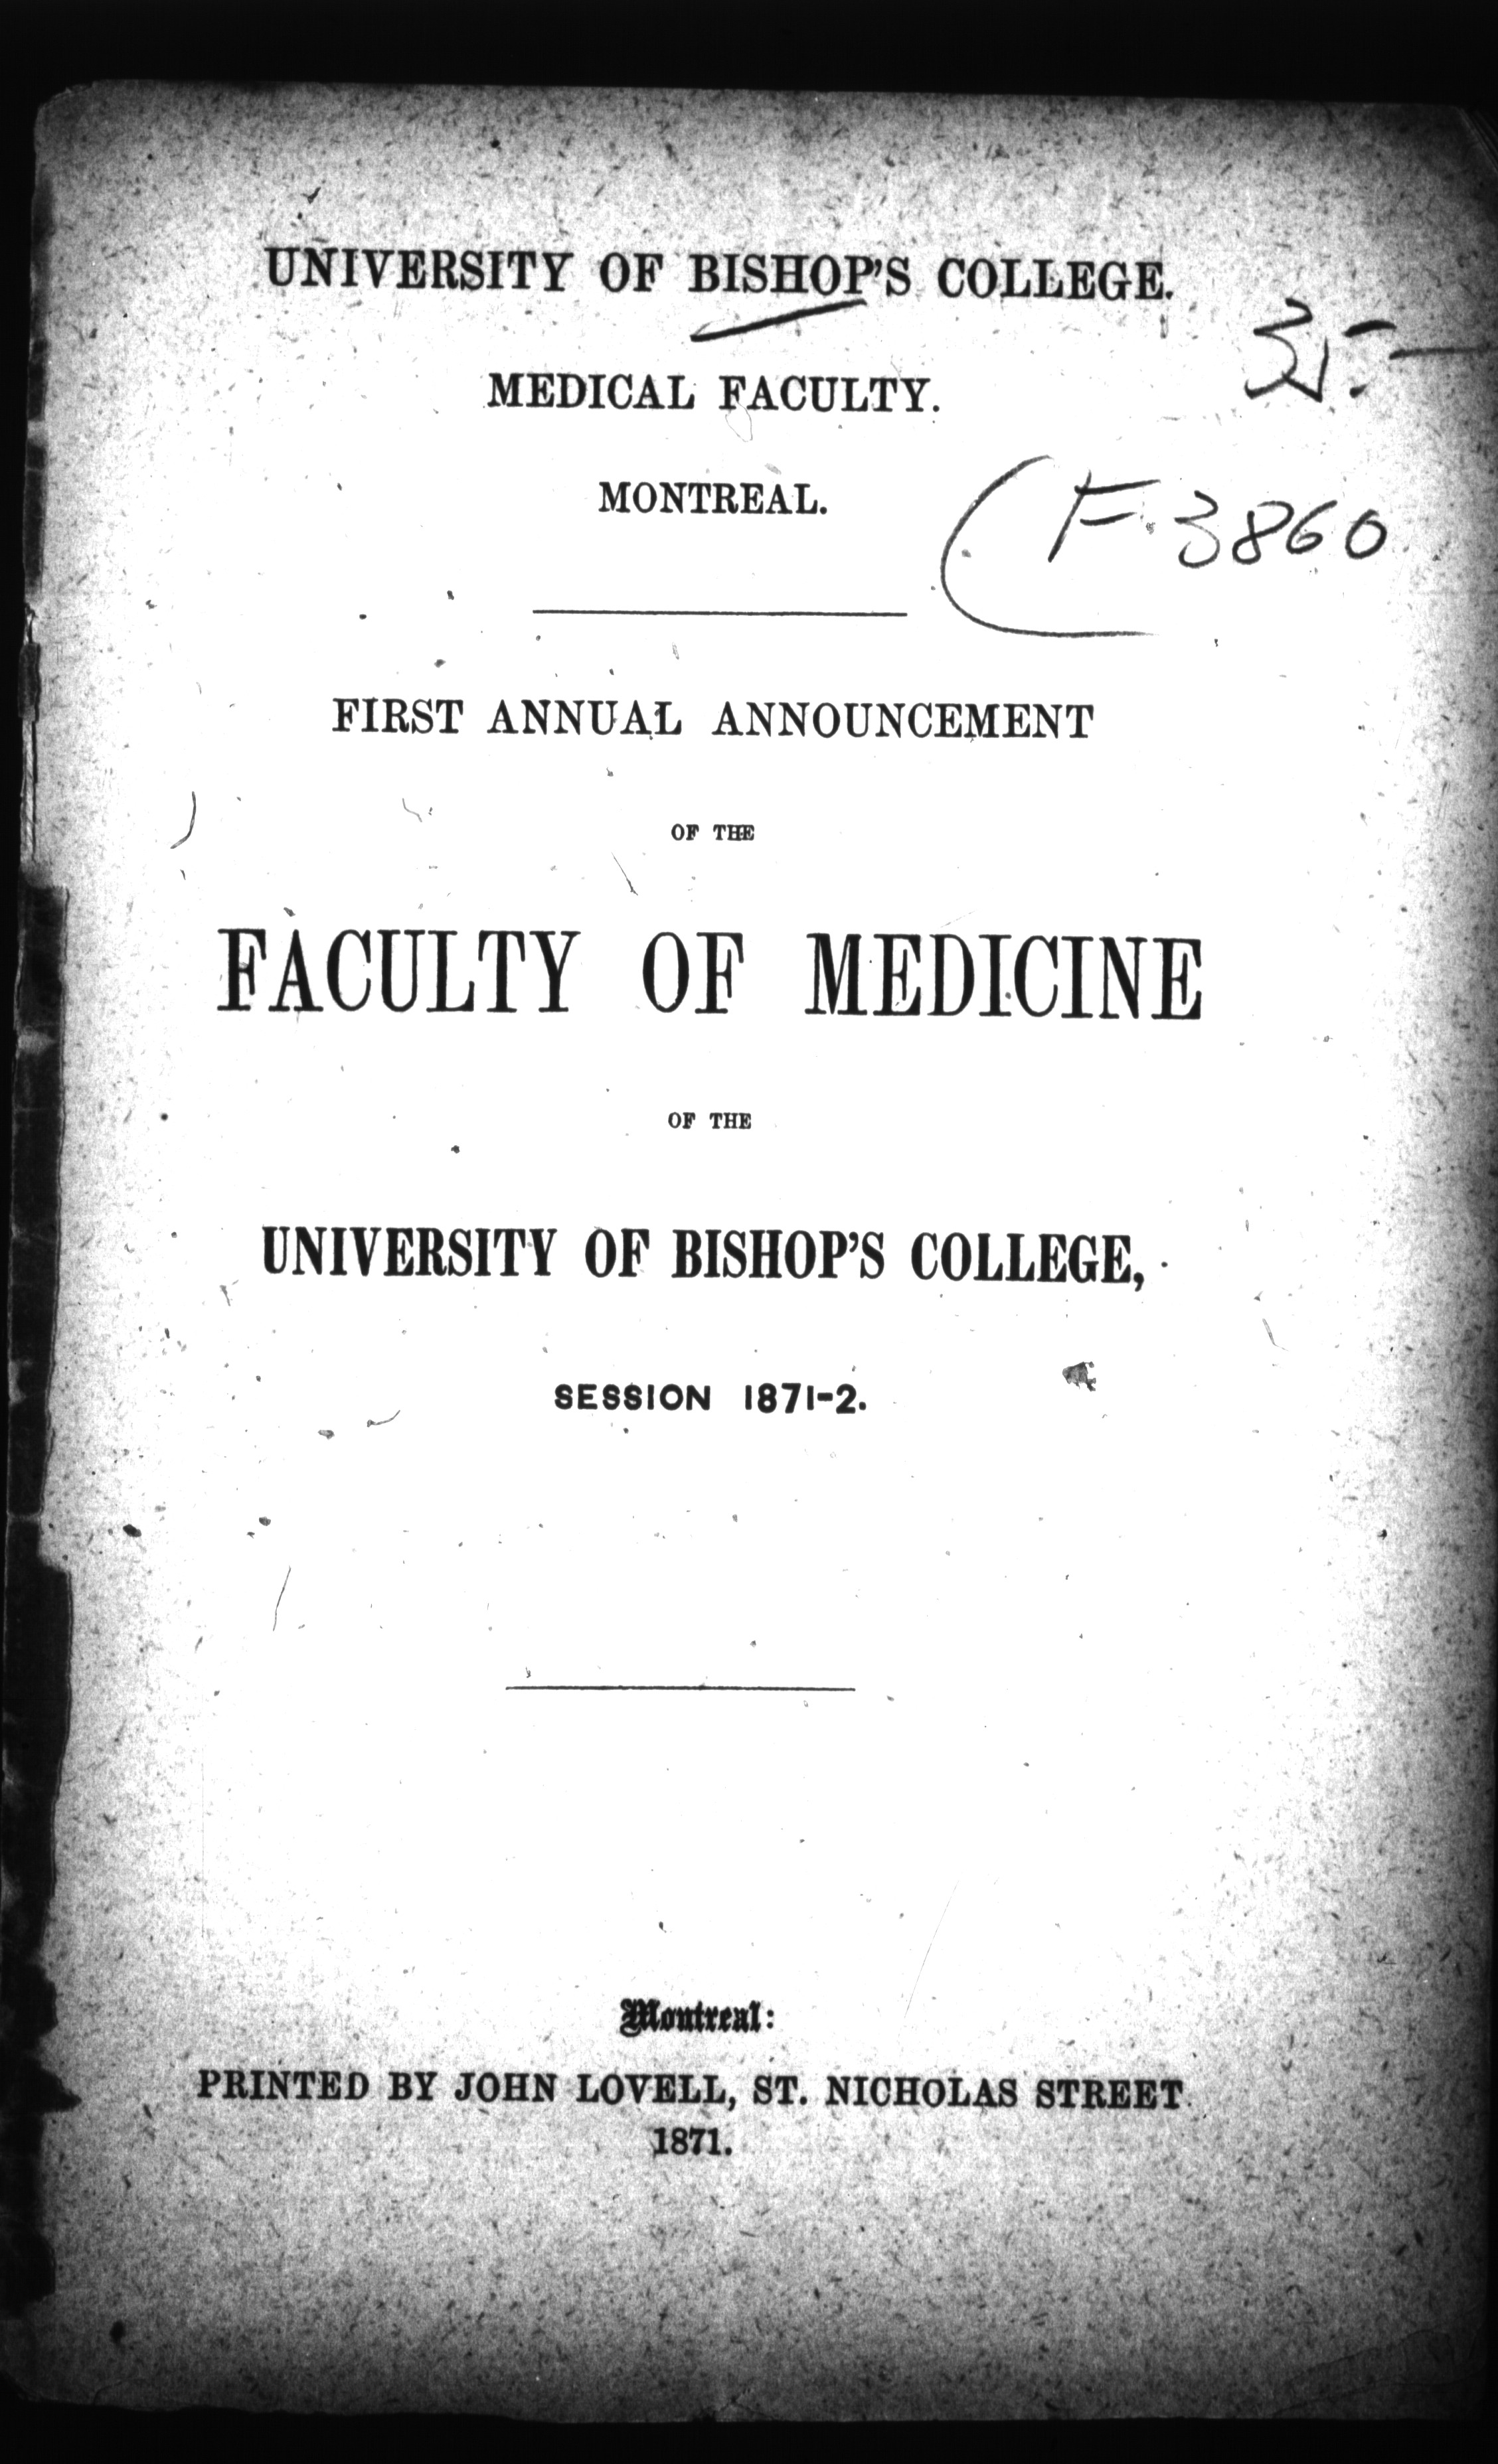 UNIVERSITY OF BISHOP'S COLLEGE.
35.—
MEDICAL FACULTY.
MONTREAL.
F. 3860
FIRST ANNUAL ANNOUNCEMENT
OF THE
FACULTY OF MEDICINE
OF THE
UNIVERSITY OF BISHOP'S COLLEGE,
SESSION 1871-2.
Montreal:
PRINTED BY JOHN LOVELL, ST. NICHOLAS STREET
1871.